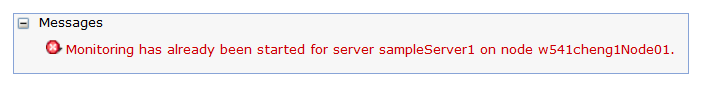 Messages
Monitoring has already been started for server sampleServer1 on node w541cheng1Node01.